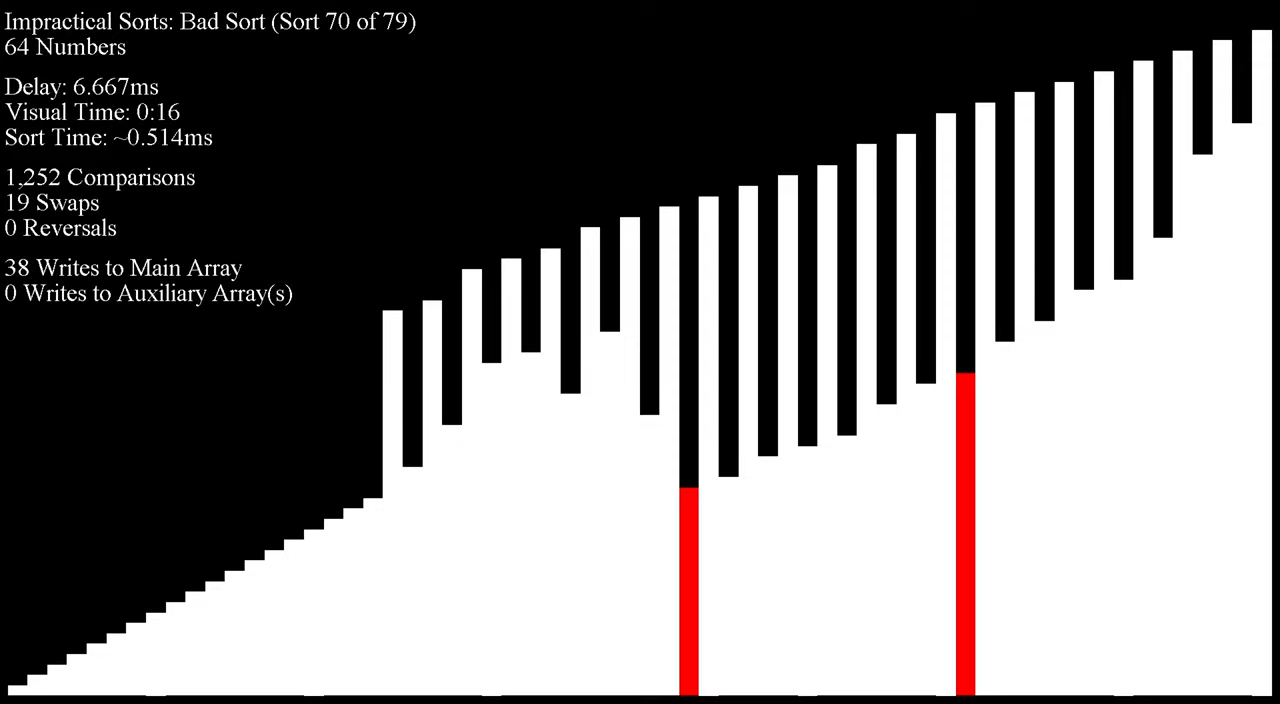 Impractical Sorts: Bad Sort (Sort 70 of 79)
64 Numbers
Delay: 6.667ms
Visual Time: 0:16
Sort Time: ~0.514ms
1,252 Comparisons
19 Swaps
0 Reversals
38 Writes to Main Array
0 Writes to Auxiliary Array(s)